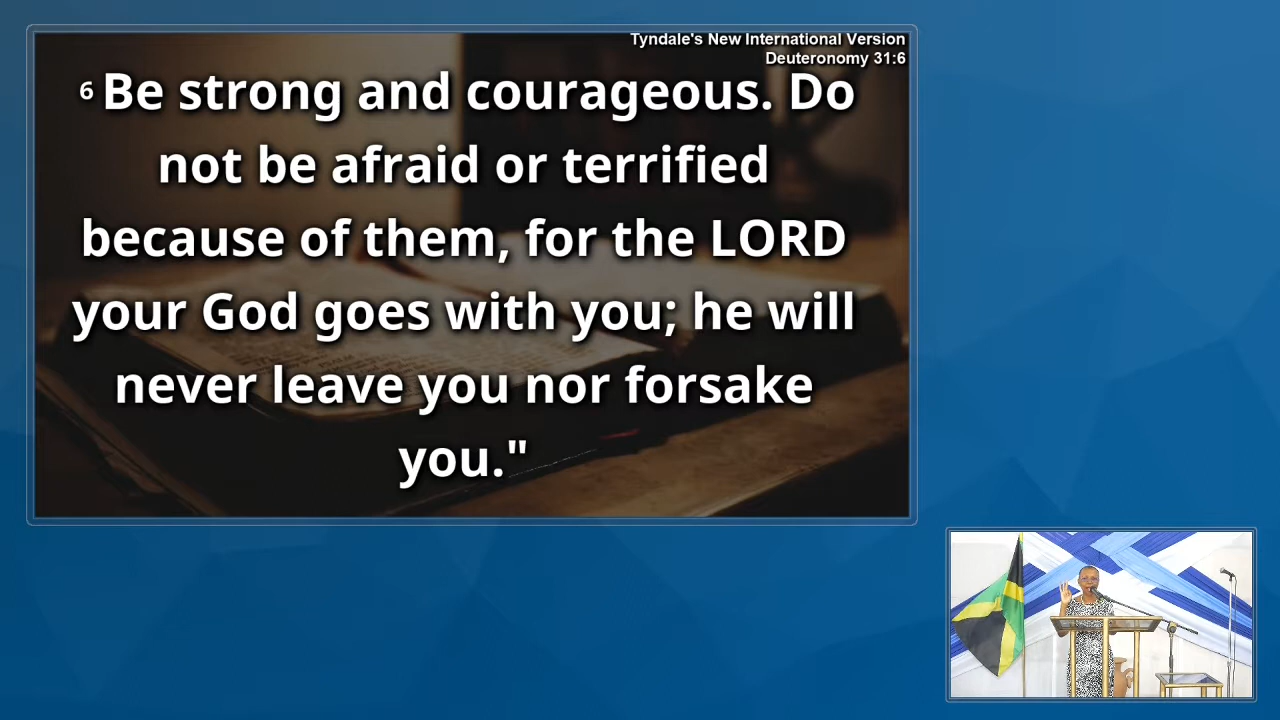 Tyndale's New International Version
Deuteronomy 31:6
6 Be strong and courageous. Do
not be afraid or terrified
because of them, for the LORD
your God goes with you; he will
never leave you nor forsake
you."